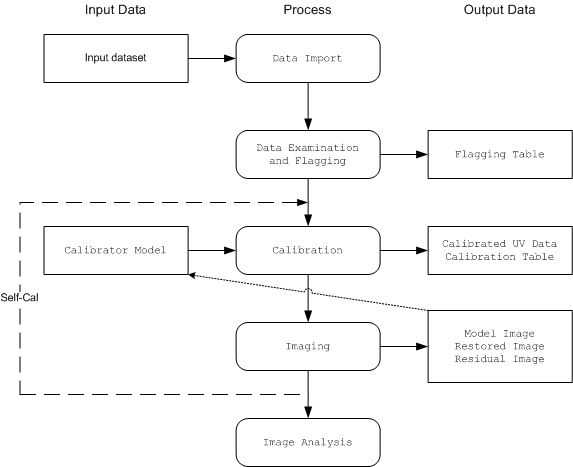 Input Data
Process
Output Data
Input dataset
Data Import
Data Examination
and Flagging
Flagging Table
Calibrator Model
Calibration
Calibrated UV Data
Calibration Table
Self-Cal
Imaging
Model Image
Restored Image
Residual Image
Image Analysis